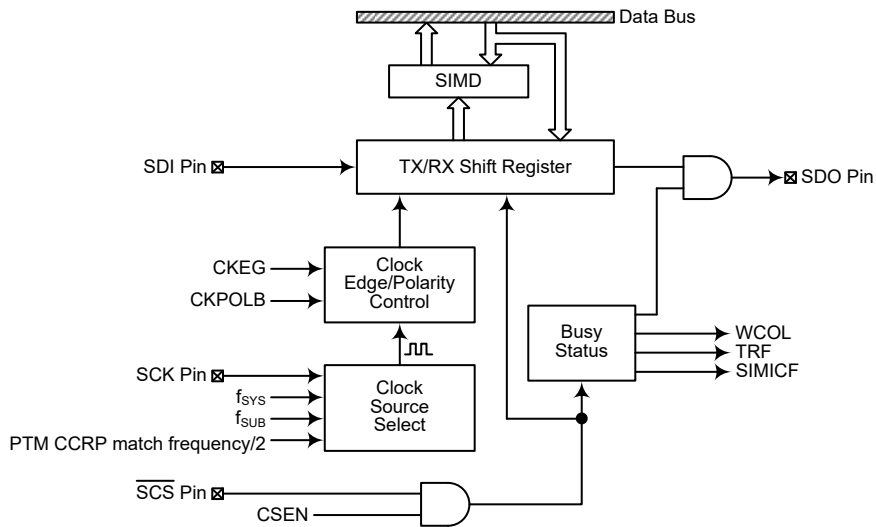 Data Bus
SIMD
SDI Pin
TX/RX Shift Register
SDO Pin
CKEG
CKPOLB
Clock
Edge/Polarity
Control
Busy
Status
WCOL
TRF
SIMICF
SCK Pin
fSYS
fSUB
PTM CCRP match frequency/2
Clock
Source
Select
SCS Pin
CSEN